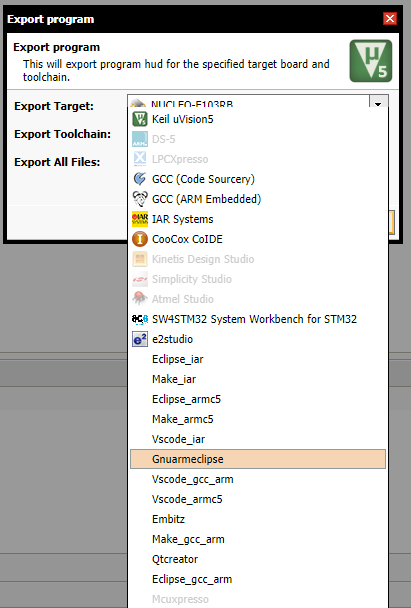 Export program
Export program
This will export program hud for the specified target board and
toolchain.
Export Target:
NUCLEO-F103RB
Export Toolchain:
Export All Files:
Keil uVision5
DS-5
LPCXpresso
GCC (Code Sourcery)
GCC (ARM Embedded)
IAR Systems
CooCox CoIDE
Kinetis Design Studio
Simplicity Studio
Atmel Studio
SW4STM32 System Workbench for STM32
e2studio
Eclipse_iar
Make_iar
Eclipse_armc5
Make_armc5
Vscode_iar
Gnuarmeclipse
Vscode_gcc_arm
Vscode_armc5
Embitz
Make_gcc_arm
Qtcreator
Eclipse_gcc_arm
Mcuxpresso